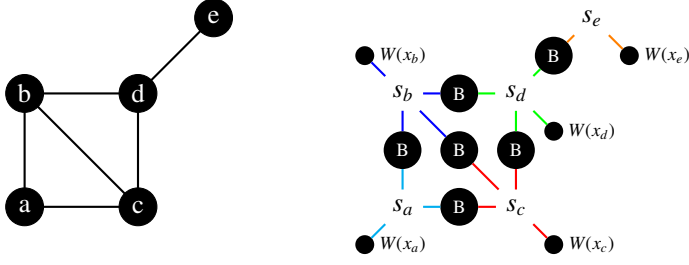 e
b
d
a
c
s_e
B
W(x_e)
W(x_b)
s_b
B
s_d
W(x_d)
B
B
B
s_a
B
s_c
W(x_a)
W(x_c)